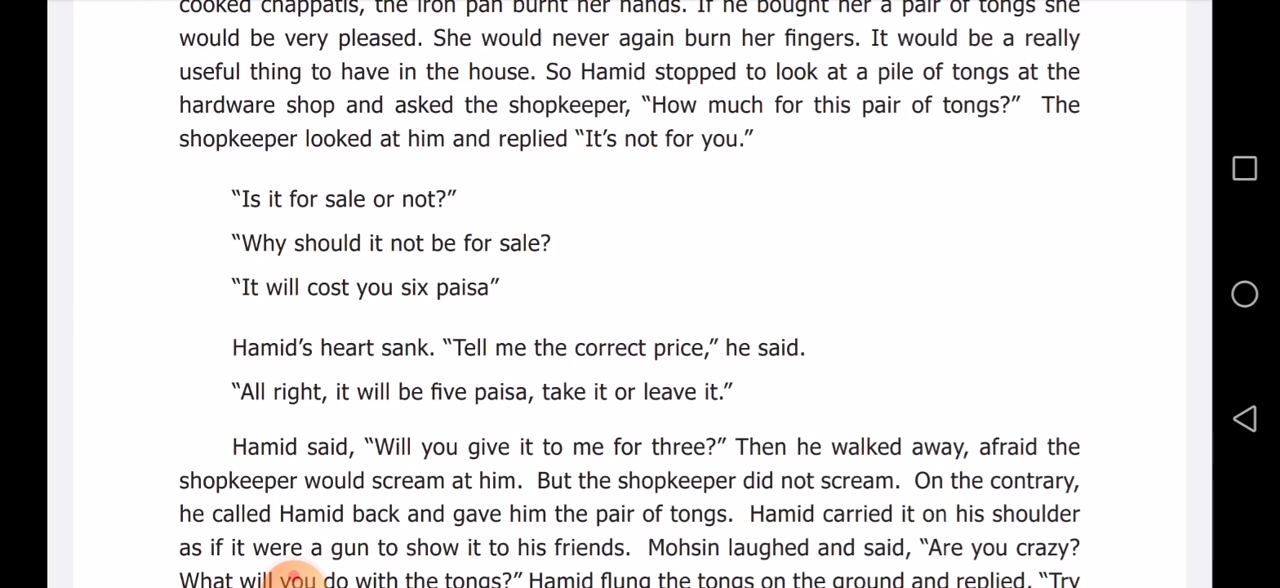 cooked chappatis, the iron pan burnt her hands. If he bought her a pair of tongs she
would be very pleased. She would never again burn her fingers. It would be a really
useful thing to have in the house. So Hamid stopped to look at a pile of tongs at the
hardware shop and asked the shopkeeper, “How much for this pair of tongs?” The
shopkeeper looked at him and replied “It’s not for you.”
“Is it for sale or not?”
“Why should it not be for sale?
“It will cost you six paisa”
Hamid’s heart sank. “Tell me the correct price,” he said.
“All right, it will be five paisa, take it or leave it.”
Hamid said, “Will you give it to me for three?” Then he walked away, afraid the
shopkeeper would scream at him. But the shopkeeper did not scream. On the contrary,
he called Hamid back and gave him the pair of tongs. Hamid carried it on his shoulder
as if it were a gun to show it to his friends. Mohsin laughed and said, “Are you crazy?
What will you do with the tongs?” Hamid flung the tongs on the ground and replied, “Try